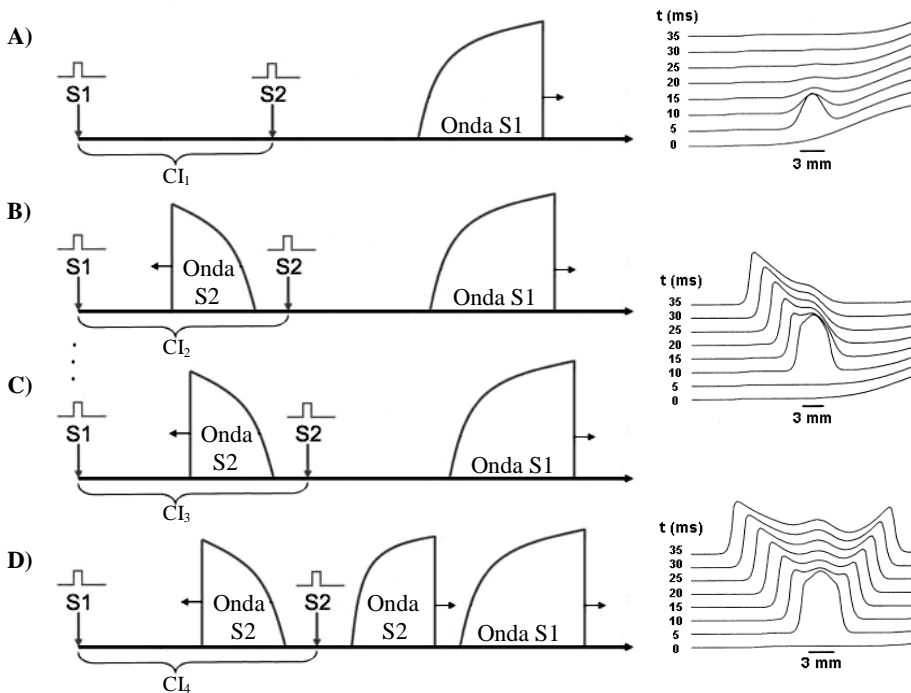 A)
S1
S2
Onda S1
CI₁
t (ms)
35
30
25
20
15
10
5
0
3 mm
B)
S1
Onda
S2
S2
Onda S1
CI₂
t (ms)
35
30
25
20
15
10
5
0
3 mm
C)
S1
Onda
S2
S2
Onda S1
CI₃
D)
S1
Onda
S2
S2
Onda
S2
Onda S1
CI₄
t (ms)
35
30
25
20
15
10
5
0
3 mm